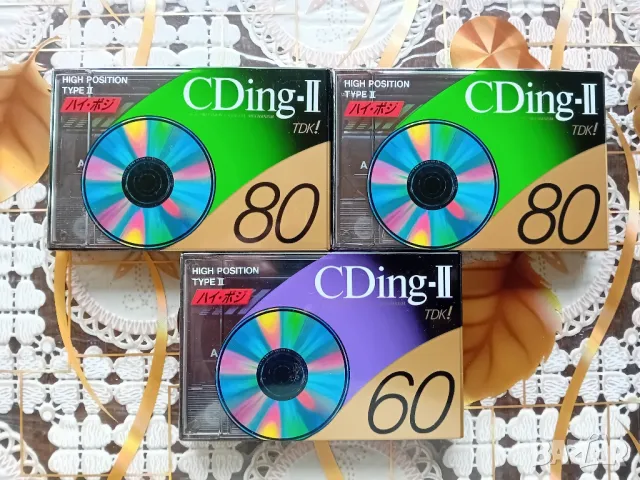 HIGH POSITION
TYPE II
ハイ・ポジ
CDing-II
TDK!
A
80
HIGH POSITION
TYPE II
ハイ・ポジ
CDing-II
TDK!
A
80
HIGH POSITION
TYPE II
ハイ・ポジ
CDing-II
TDK!
A
60
BAZAR